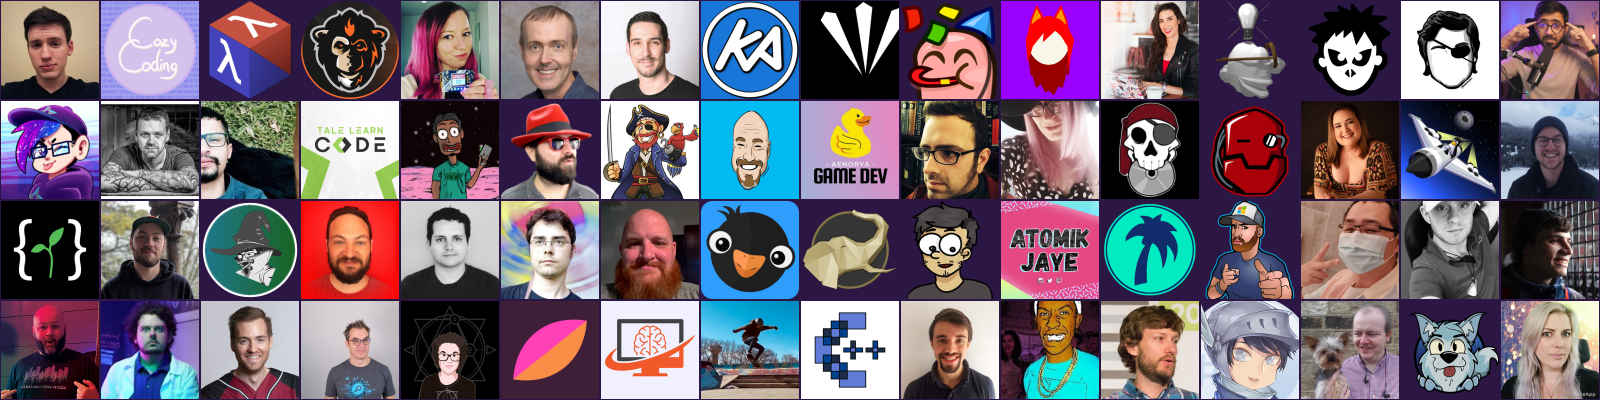 Cozy
Coding
λ
λ
KA
TALE LEARN
CODE
- AENORYA -
GAME DEV
{ }
ATOMIK
JAYE
C++